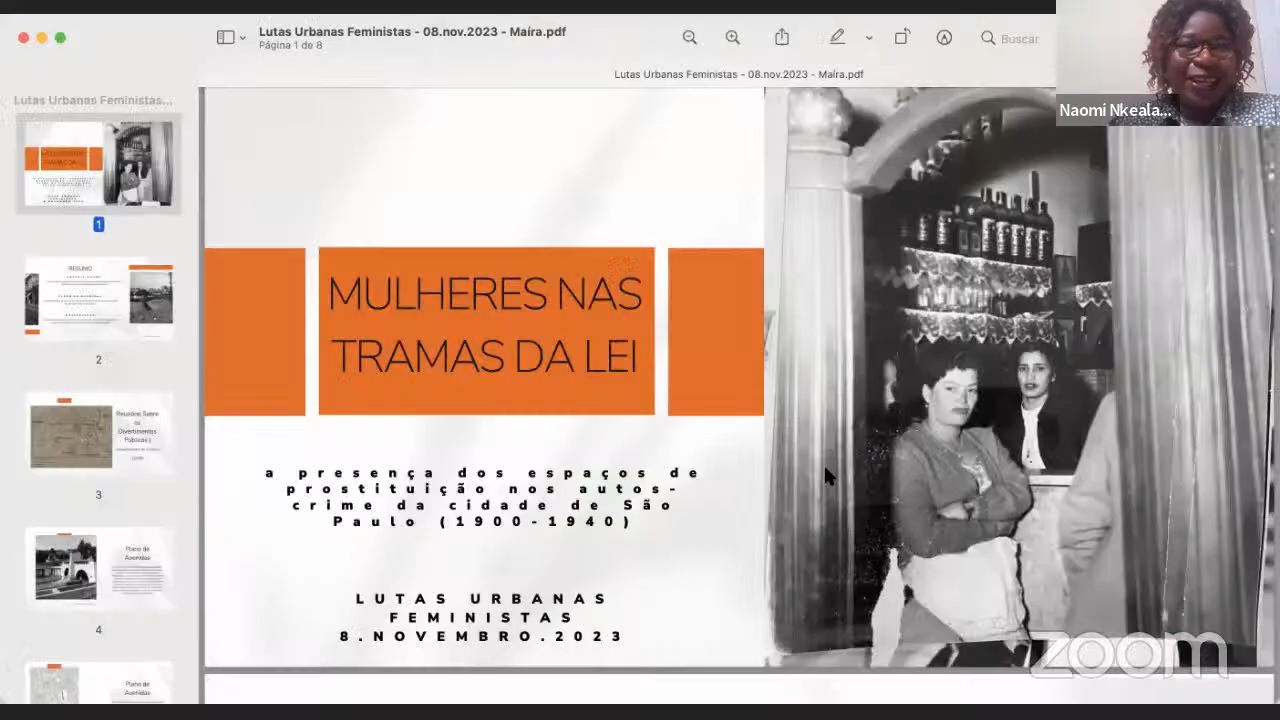 Lutas Urbanas Feministas - 08.nov.2023 - Maíra.pdf
Página 1 de 8
Buscar
Lutas Urbanas Feministas - 08.nov.2023 - Maíra.pdf
Naomi Nkeala...
Lutas Urbanas Feministas...
1
RESUMO
2
Reunidos Sobre
os
Divertimentos
Públicos
3
Plano de
Avenidas
4
Plano de
Avenidas
MULHERES NAS
TRAMAS DA LEI
a presença dos espaços de
prostituição nos autos-
crime da cidade de São
Paulo (1900-1940)
LUTAS URBANAS
FEMINISTAS
8.NOVEMBRO.2023
zoom